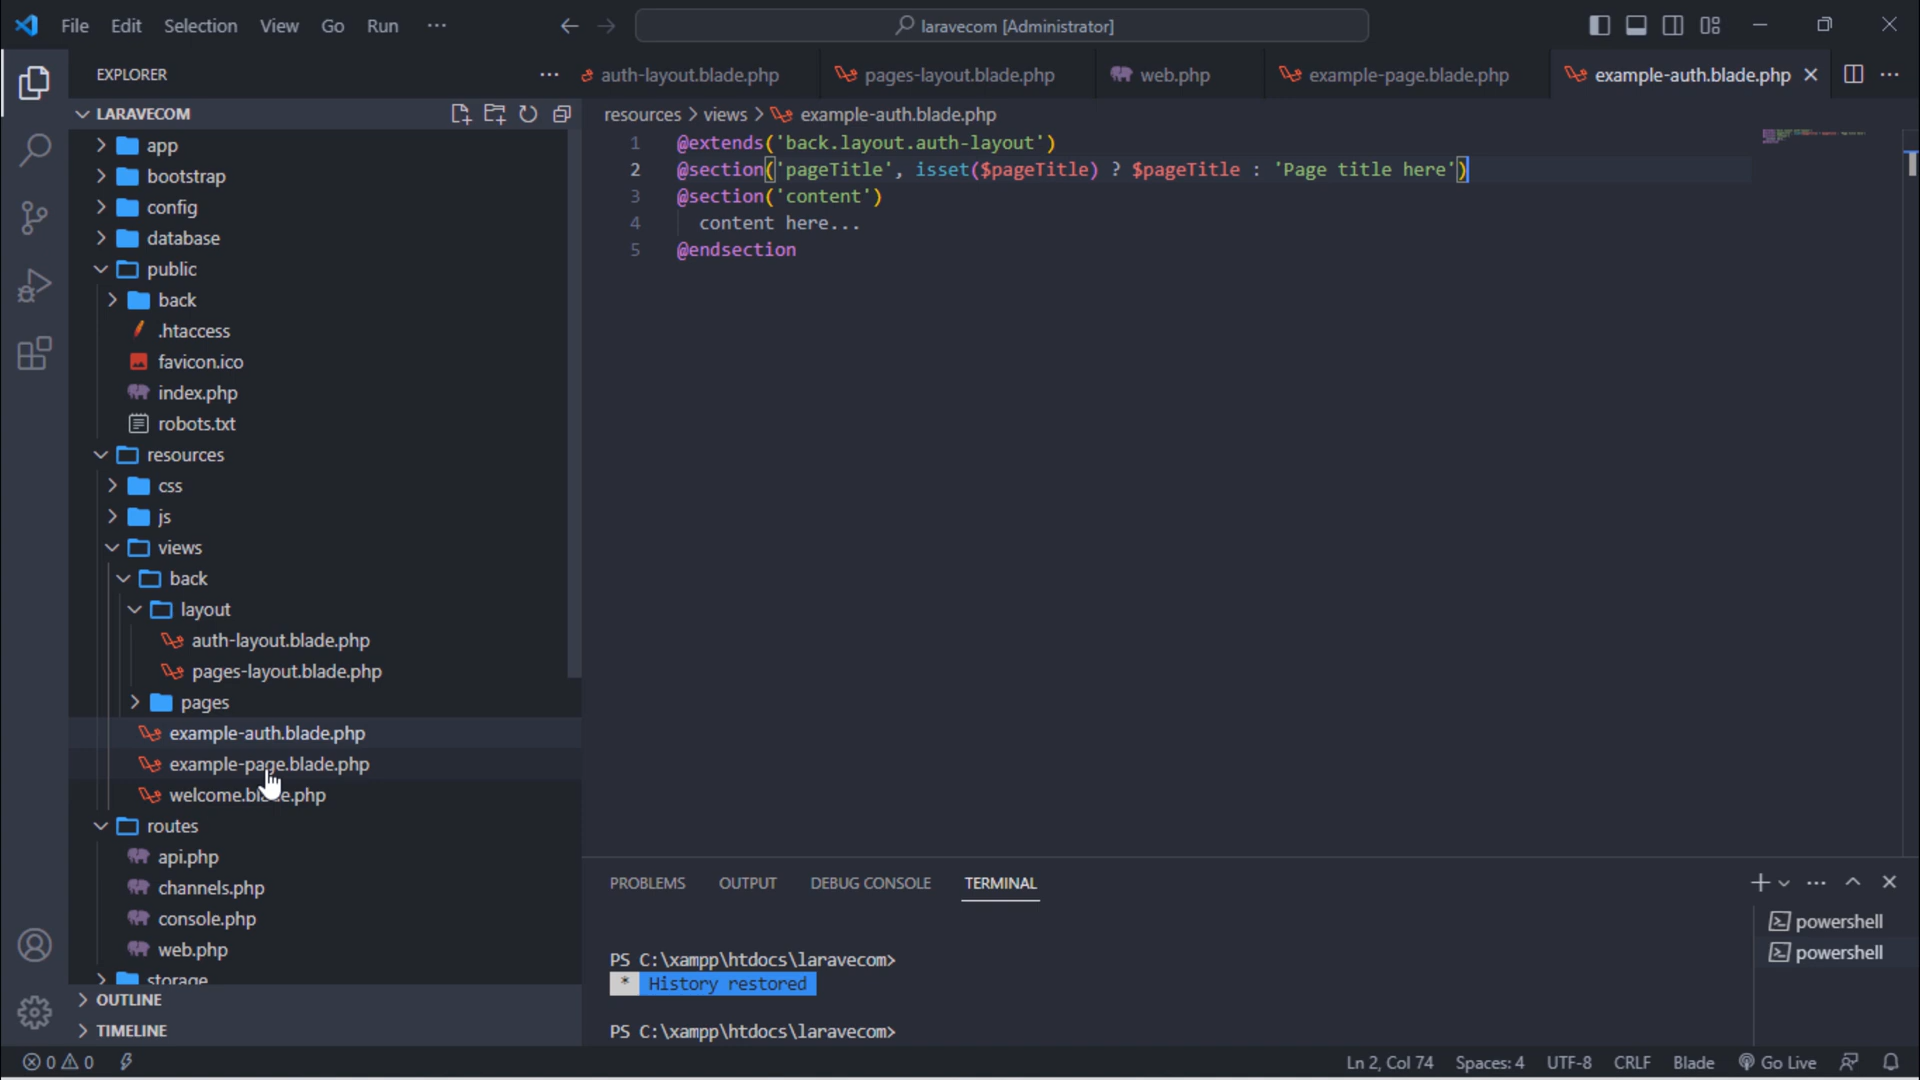 File Edit Selection View Go Run ···
laravecom [Administrator]
EXPLORER
auth-layout.blade.php pages-layout.blade.php web.php example-page.blade.php example-auth.blade.php
LARAVECOM
resources > views > example-auth.blade.php
app
bootstrap
config
database
public
back
.htaccess
favicon.ico
index.php
robots.txt
resources
css
js
views
back
layout
auth-layout.blade.php
pages-layout.blade.php
pages
example-auth.blade.php
example-page.blade.php
welcome.blade.php
routes
api.php
channels.php
console.php
web.php
storage
OUTLINE
TIMELINE
1 @extends('back.layout.auth-layout')
2 @section('pageTitle', isset($pageTitle) ? $pageTitle : 'Page title here')
3 @section('content')
4 content here...
5 @endsection
PROBLEMS OUTPUT DEBUG CONSOLE TERMINAL
PS C:\xampp\htdocs\laravecom>
* History restored
PS C:\xampp\htdocs\laravecom>
powershell
powershell
0 0 Ln 2, Col 74 Spaces: 4 UTF-8 CRLF Blade Go Live